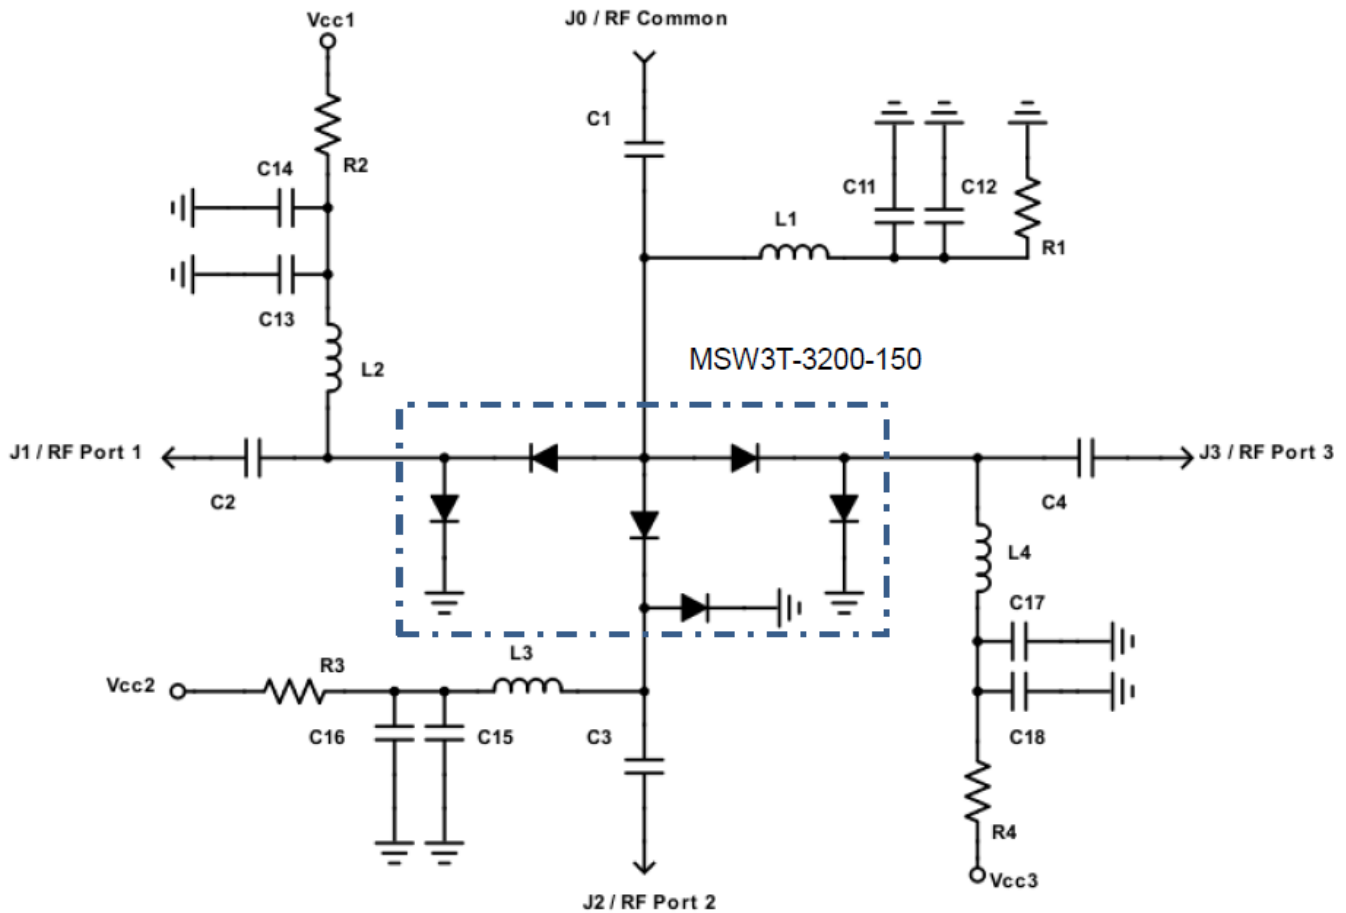 J0 / RF Common
Vcc1
C1
R2
C14
C11
C12
L1
R1
C13
MSW3T-3200-150
L2
J1 / RF Port 1
J3 / RF Port 3
C2
C4
L4
C17
L3
R3
Vcc2
C16
C15
C3
C18
R4
Vcc3
J2 / RF Port 2